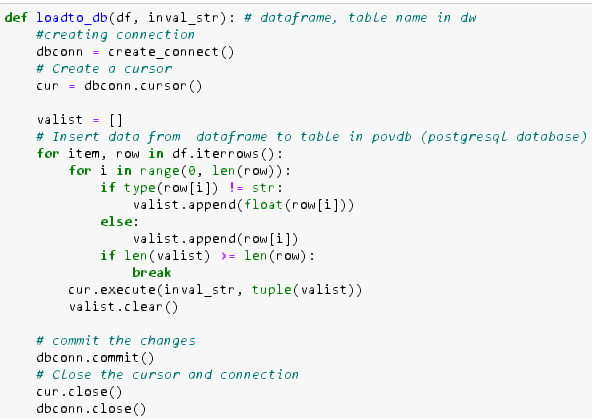 def loadto_db(df, inval_str): # dataframe, table name in dw
    #creating connection
    dbconn = create_connect()
    # Create a cursor
    cur = dbconn.cursor()

    valist = []
    # Insert data from  dataframe to table in povdb (postgresql database)
    for item, row in df.iterrows():
        for i in range(0, len(row)):
            if type(row[i]) != str:
                valist.append(float(row[i]))
            else:
                valist.append(row[i])
            if len(valist) >= len(row):
                break
        cur.execute(inval_str, tuple(valist))
        valist.clear()

    # commit the changes
    dbconn.commit()
    # Close the cursor and connection
    cur.close()
    dbconn.close()